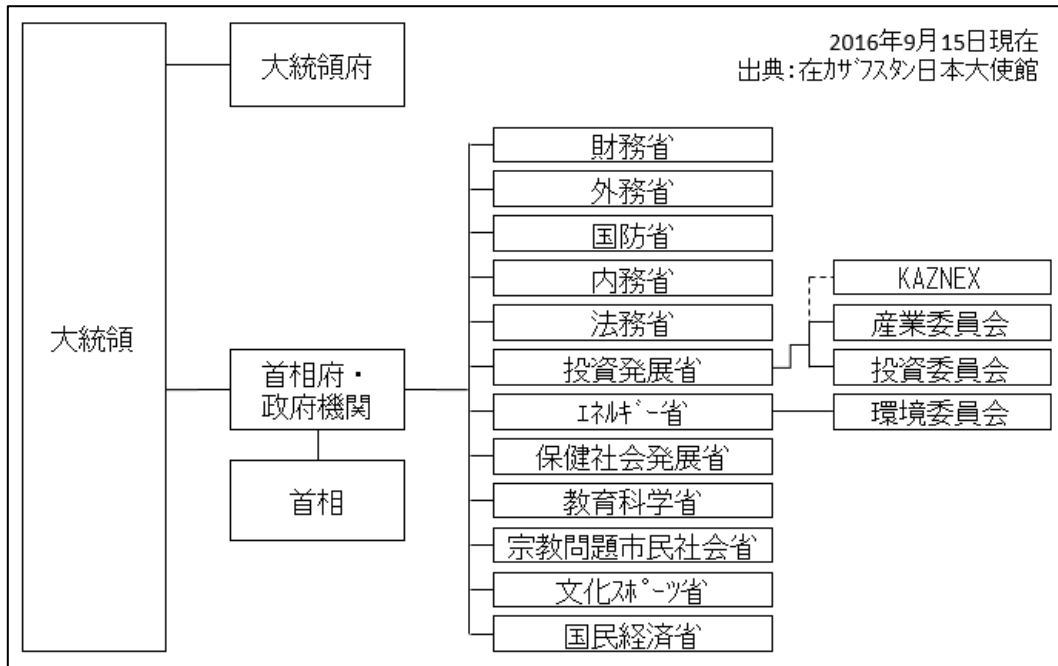 2016年9月15日現在
出典:在ｶｻﾞﾌｽﾀﾝ日本大使館
大統領
大統領府
首相府・
政府機関
首相
財務省
外務省
国防省
内務省
法務省
投資発展省
ｴﾈﾙｷﾞｰ省
保健社会発展省
教育科学省
宗教問題市民社会省
文化ｽﾎﾟｰﾂ省
国民経済省
KAZNEX
産業委員会
投資委員会
環境委員会